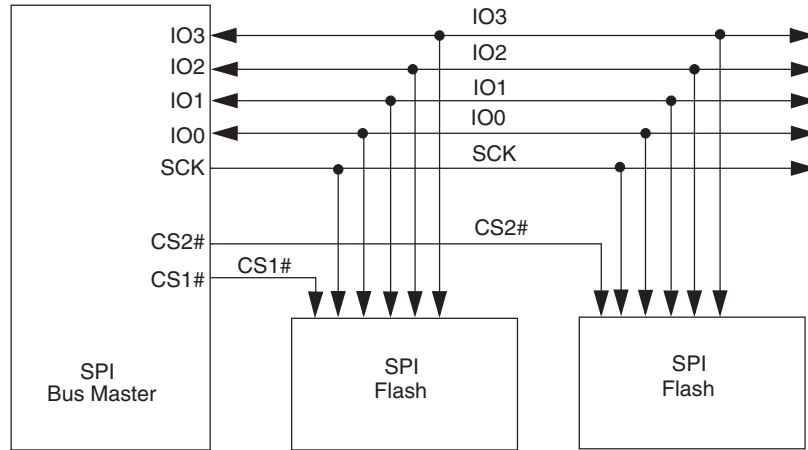 IO3
IO3
IO2
IO2
IO1
IO1
IO0
IO0
SCK
SCK
CS2#
CS2#
CS1#
CS1#
SPI
Bus Master
SPI
Flash
SPI
Flash